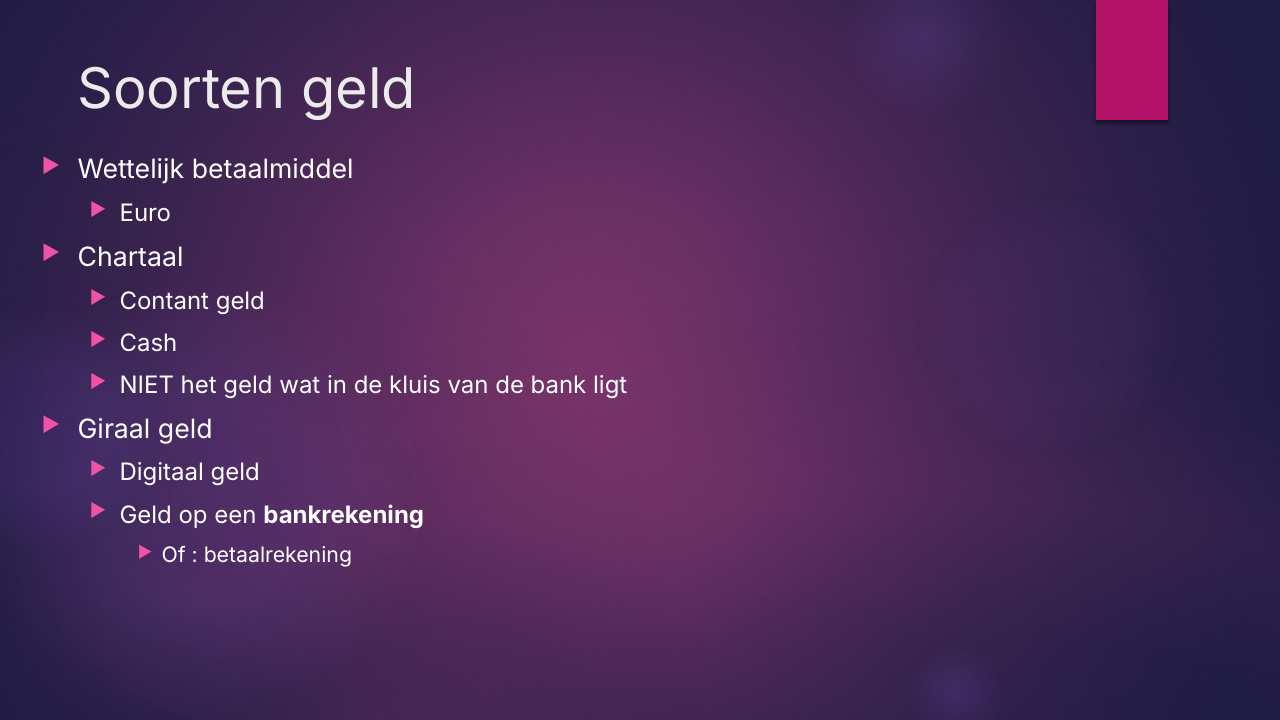 Soorten geld
Wettelijk betaalmiddel
Euro
Chartaal
Contant geld
Cash
NIET het geld wat in de kluis van de bank ligt
Giraal geld
Digitaal geld
Geld op een bankrekening
Of : betaalrekening